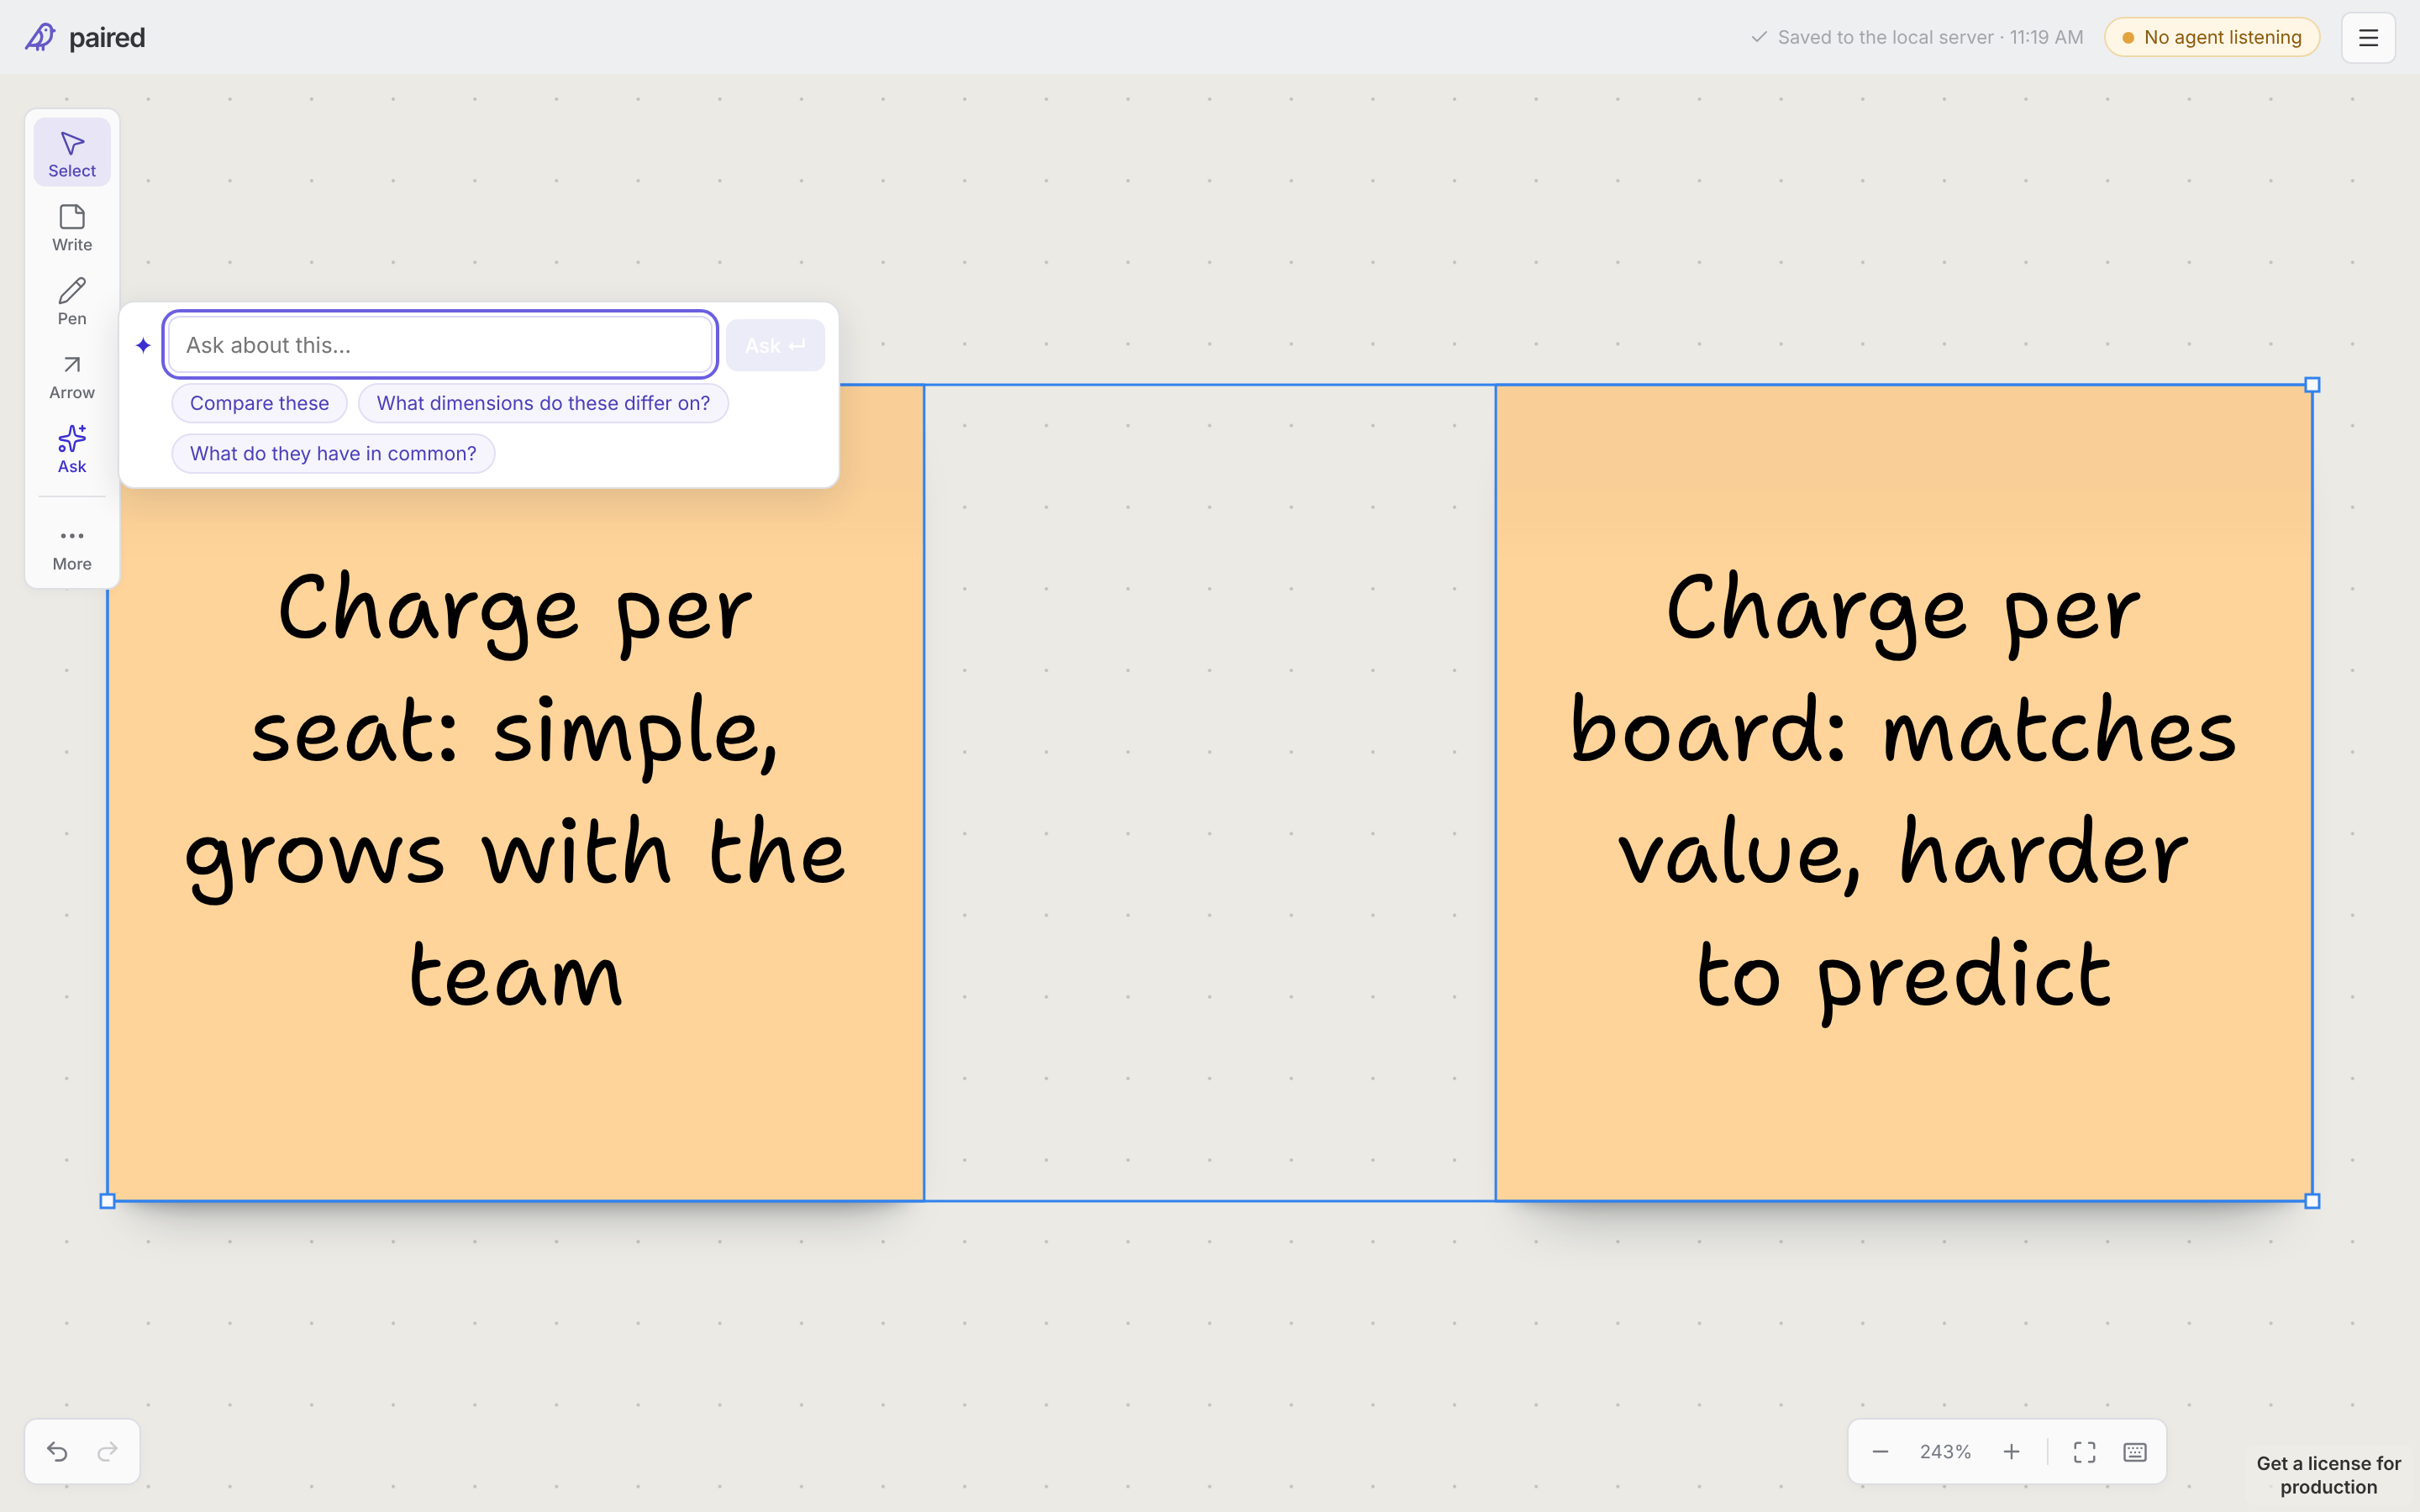 paired
Saved to the local server · 11:19 AM
No agent listening
Select
Write
Pen
Arrow
Ask
More
Ask about this...
Ask
Compare these
What dimensions do these differ on?
What do they have in common?
Charge per
seat: simple,
grows with the
team
Charge per
board: matches
value, harder
to predict
243%
Get a license for
production